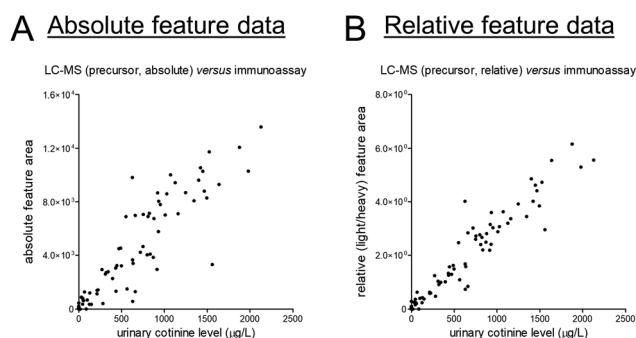 A Absolute feature data
LC-MS (precursor, absolute) versus immunoassay
1.6×10⁴
1.2×10⁴
8.0×10³
4.0×10³
0
absolute feature area
0 500 1000 1500 2000 2500
urinary cotinine level (μg/L)
B Relative feature data
LC-MS (precursor, relative) versus immunoassay
8.0×10⁰
6.0×10⁰
4.0×10⁰
2.0×10⁰
0
relative (light/heavy) feature area
0 500 1000 1500 2000 2500
urinary cotinine level (μg/L)